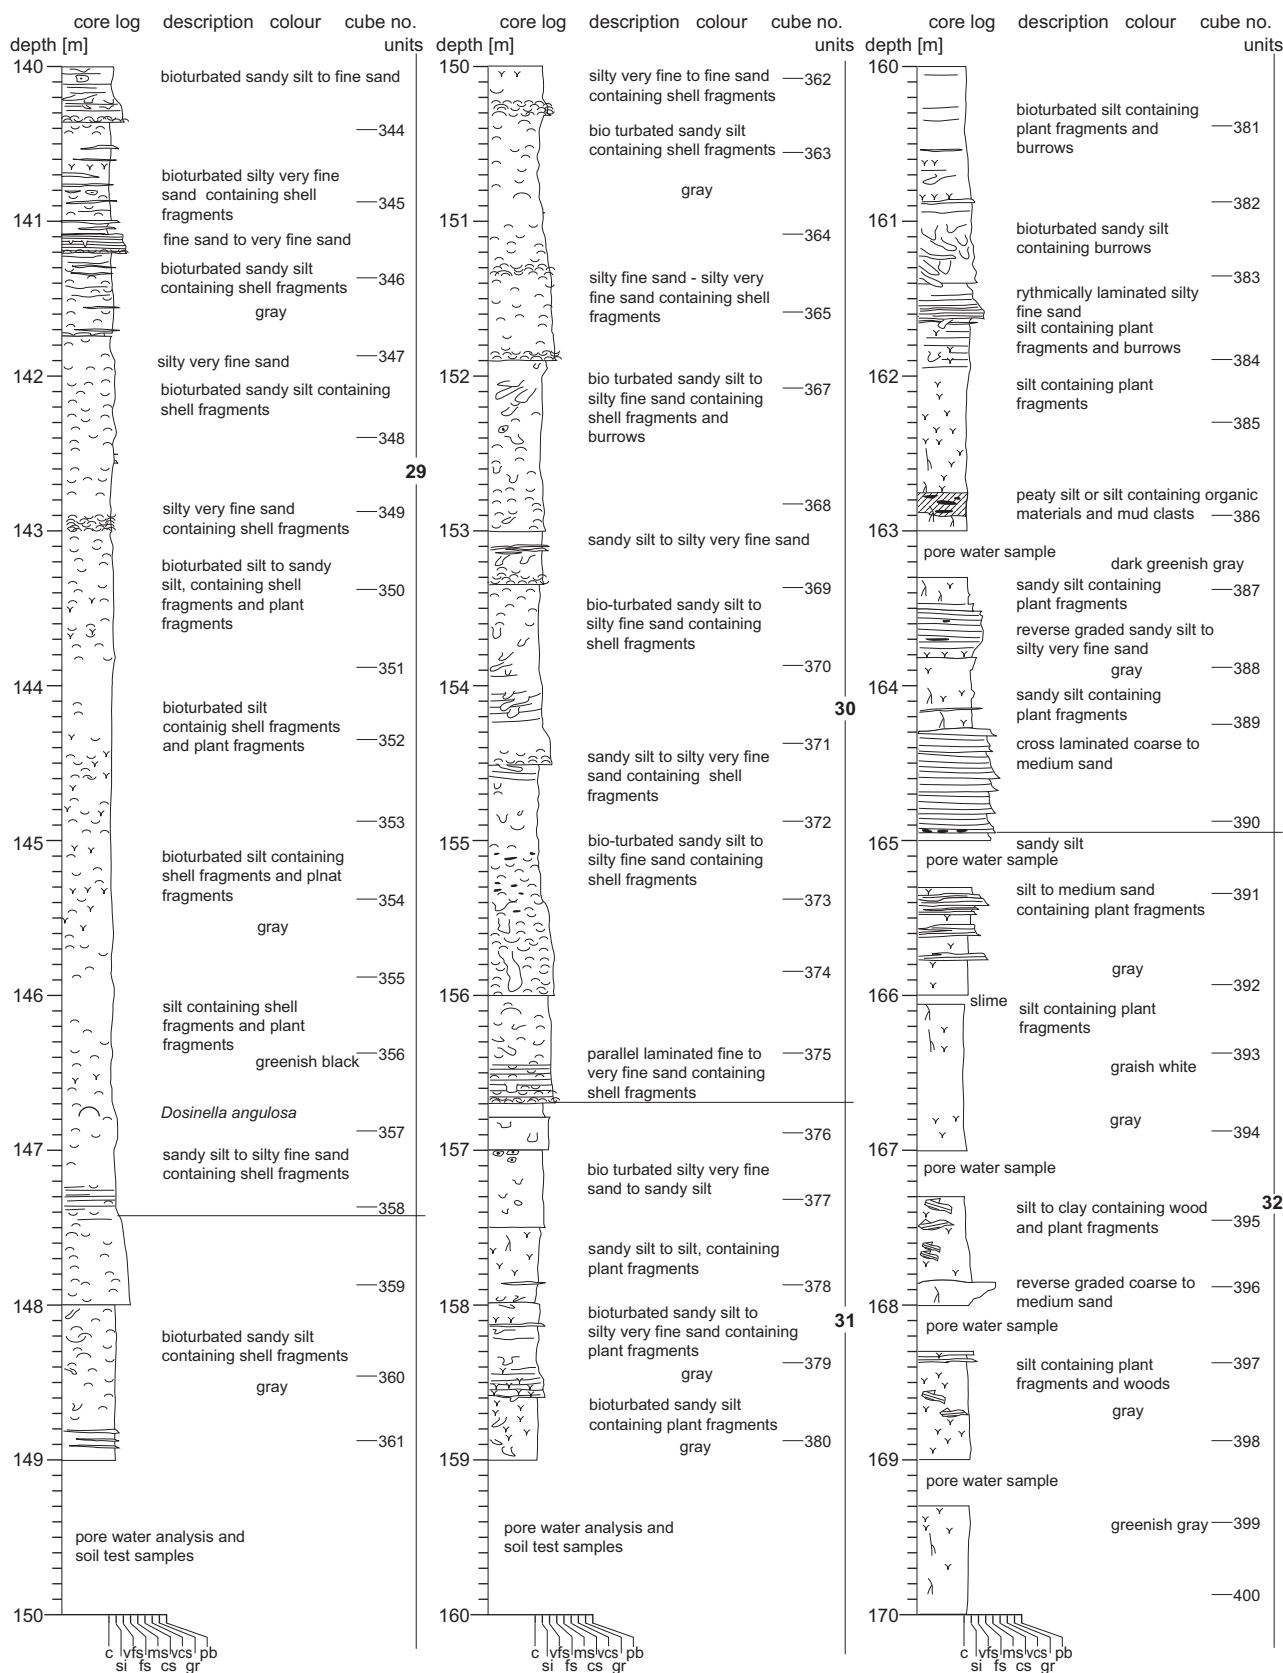 core log description colour cube no.
depth [m] units
140
bioturbated sandy silt to fine sand
344
bioturbated silty very fine
sand containing shell
fragments
345
141
fine sand to very fine sand
bioturbated sandy silt
containing shell fragments
346
gray
347
silty very fine sand
142
bioturbated sandy silt containing
shell fragments
348
29
silty very fine sand
containing shell fragments
349
143
bioturbated silt to sandy
silt, containing shell
fragments and plant
fragments
350
351
144
bioturbated silt
containig shell fragments
and plant fragments
352
353
145
bioturbated silt containing
shell fragments and plnat
fragments
354
gray
355
146
silt containing shell
fragments and plant
fragments
greenish black
356
Dosinella angulosa
357
147
sandy silt to silty fine sand
containing shell fragments
358
359
148
bioturbated sandy silt
containing shell fragments
360
gray
361
149
pore water analysis and
soil test samples
150
c vfs ms vcs pb
si fs cs gr
core log description colour cube no.
depth [m] units
150
silty very fine to fine sand
containing shell fragments
362
bio turbated sandy silt
containing shell fragments
363
gray
151
364
silty fine sand - silty very
fine sand containing shell
fragments
365
152
bio turbated sandy silt to
silty fine sand containing
shell fragments and
burrows
367
368
153
sandy silt to silty very fine sand
369
bio-turbated sandy silt to
silty fine sand containing
shell fragments
370
154
30
371
sandy silt to silty very fine
sand containing shell
fragments
372
155
bio-turbated sandy silt to
silty fine sand containing
shell fragments
373
374
156
parallel laminated fine to
very fine sand containing
shell fragments
375
376
157
bio turbated silty very fine
sand to sandy silt
377
sandy silt to silt, containing
plant fragments
378
158
bioturbated sandy silt to
silty very fine sand containing
plant fragments
31
379
gray
bioturbated sandy silt
containing plant fragments
380
gray
159
pore water analysis and
soil test samples
160
c vfs ms vcs pb
si fs cs gr
core log description colour cube no.
depth [m] units
160
bioturbated silt containing
plant fragments and
burrows
381
382
161
bioturbated sandy silt
containing burrows
383
rythmically laminated silty
fine sand
silt containing plant
fragments and burrows
384
162
silt containing plant
fragments
385
peaty silt or silt containing organic
materials and mud clasts
386
163
pore water sample
dark greenish gray
sandy silt containing
plant fragments
387
reverse graded sandy silt to
silty very fine sand
gray
388
164
sandy silt containing
plant fragments
389
cross laminated coarse to
medium sand
390
165
sandy silt
pore water sample
silt to medium sand
containing plant fragments
391
gray
392
166
slime
silt containing plant
fragments
393
graish white
gray
394
167
pore water sample
32
silt to clay containing wood
and plant fragments
395
reverse graded coarse to
medium sand
396
168
pore water sample
silt containing plant
fragments and woods
397
gray
398
169
pore water sample
greenish gray
399
400
170
c vfs ms vcs pb
si fs cs gr